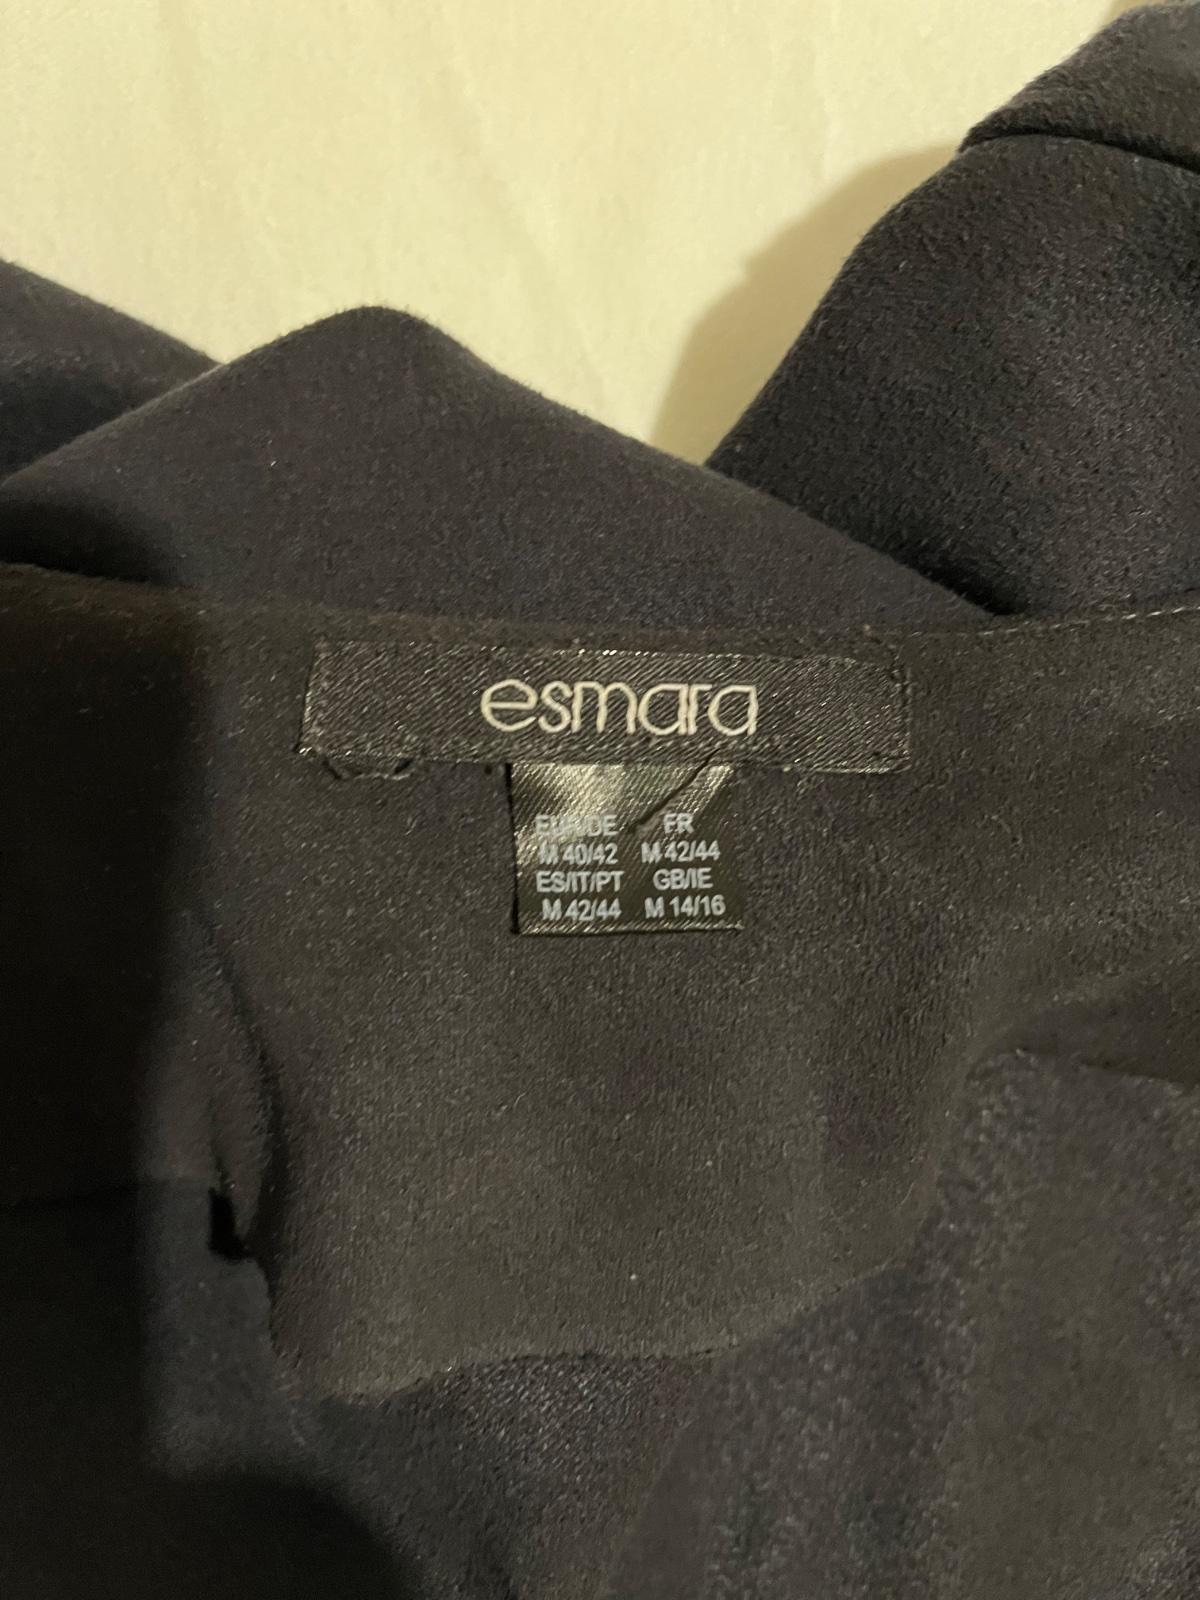 esmara
EU/DE FR
M 40/42 M 42/44
ES/IT/PT GB/IE
M 42/44 M 14/16